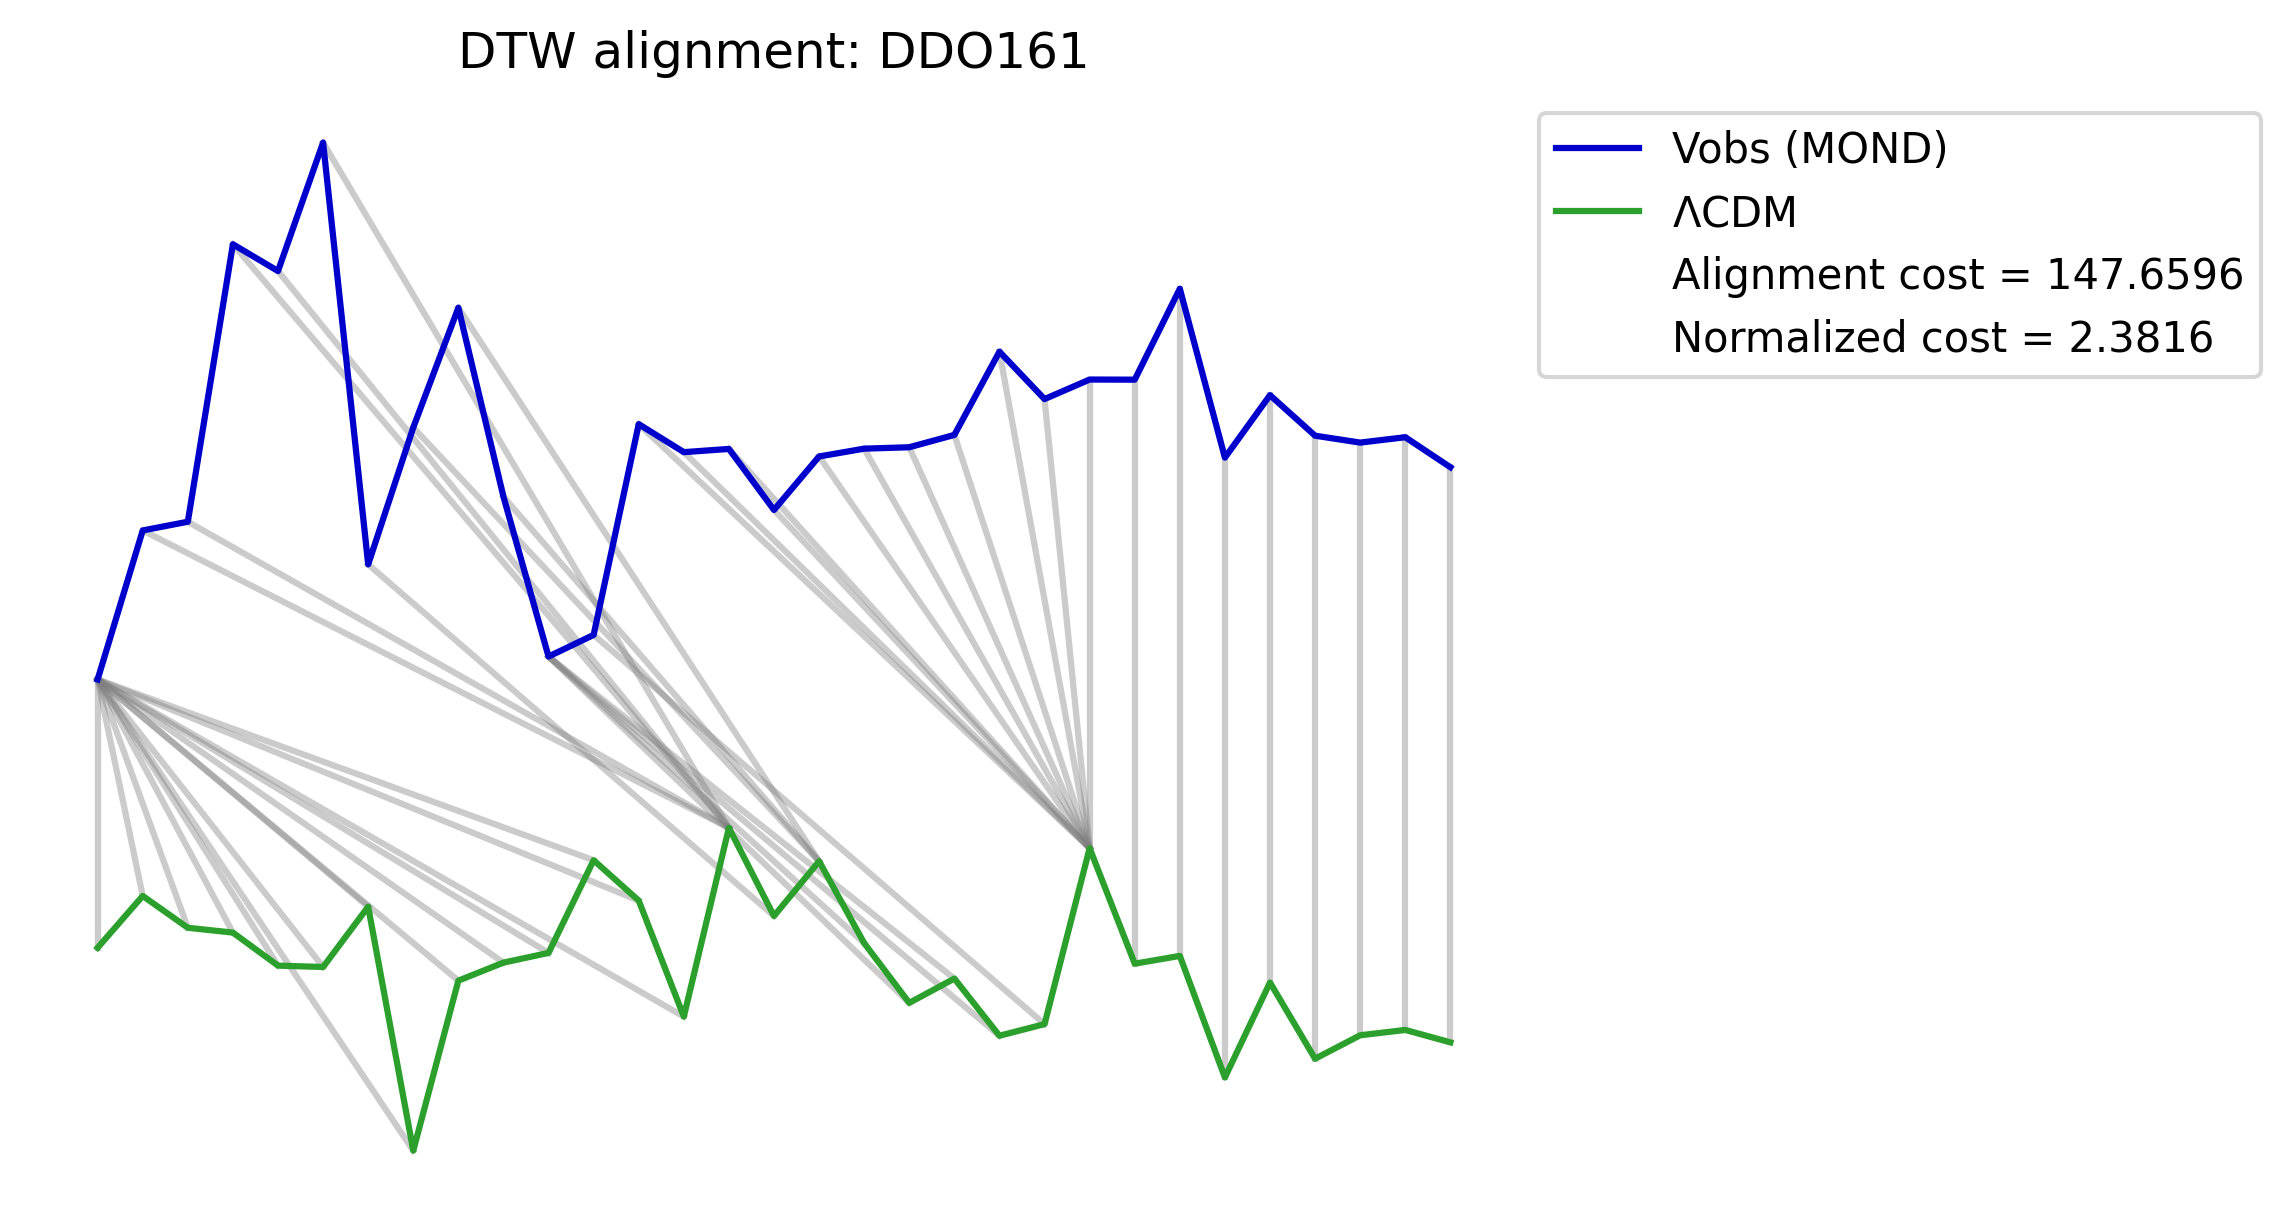 DTW alignment: DDO161
Vobs (MOND)
ΛCDM
Alignment cost = 147.6596
Normalized cost = 2.3816